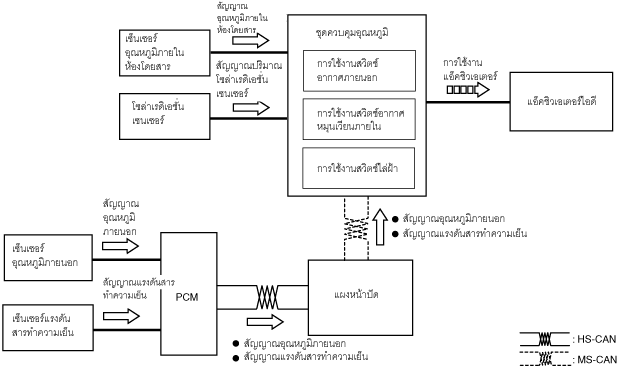 สัญญาณ
อุณหภูมิภายใน
ห้องโดยสาร
เซ็นเซอร์
อุณหภูมิภายใน
ห้องโดยสาร
สัญญาณปริมาณ
โซล่าเรดิเอชั่น
เซนเซอร์
โซล่าเรดิเอชั่น
เซนเซอร์
ชุดควบคุมอุณหภูมิ
การใช้งานสวิตช์
อากาศภายนอก
การใช้งานสวิตช์อากาศ
หมุนเวียนภายใน
การใช้งานสวิตช์ไล่ฝ้า
การใช้งาน
แอ็คชิวเอเตอร์
แอ็คชิวเอเตอร์ไอดี
● สัญญาณอุณหภูมิภายนอก
● สัญญาณแรงดันสารทำความเย็น
สัญญาณ
อุณหภูมิ
ภายนอก
เซ็นเซอร์
อุณหภูมิภายนอก
สัญญาณแรงดันสาร
ทำความเย็น
เซ็นเซอร์แรงดัน
สารทำความเย็น
PCM
แผงหน้าปัด
● สัญญาณอุณหภูมิภายนอก
● สัญญาณแรงดันสารทำความเย็น
: HS-CAN
: MS-CAN